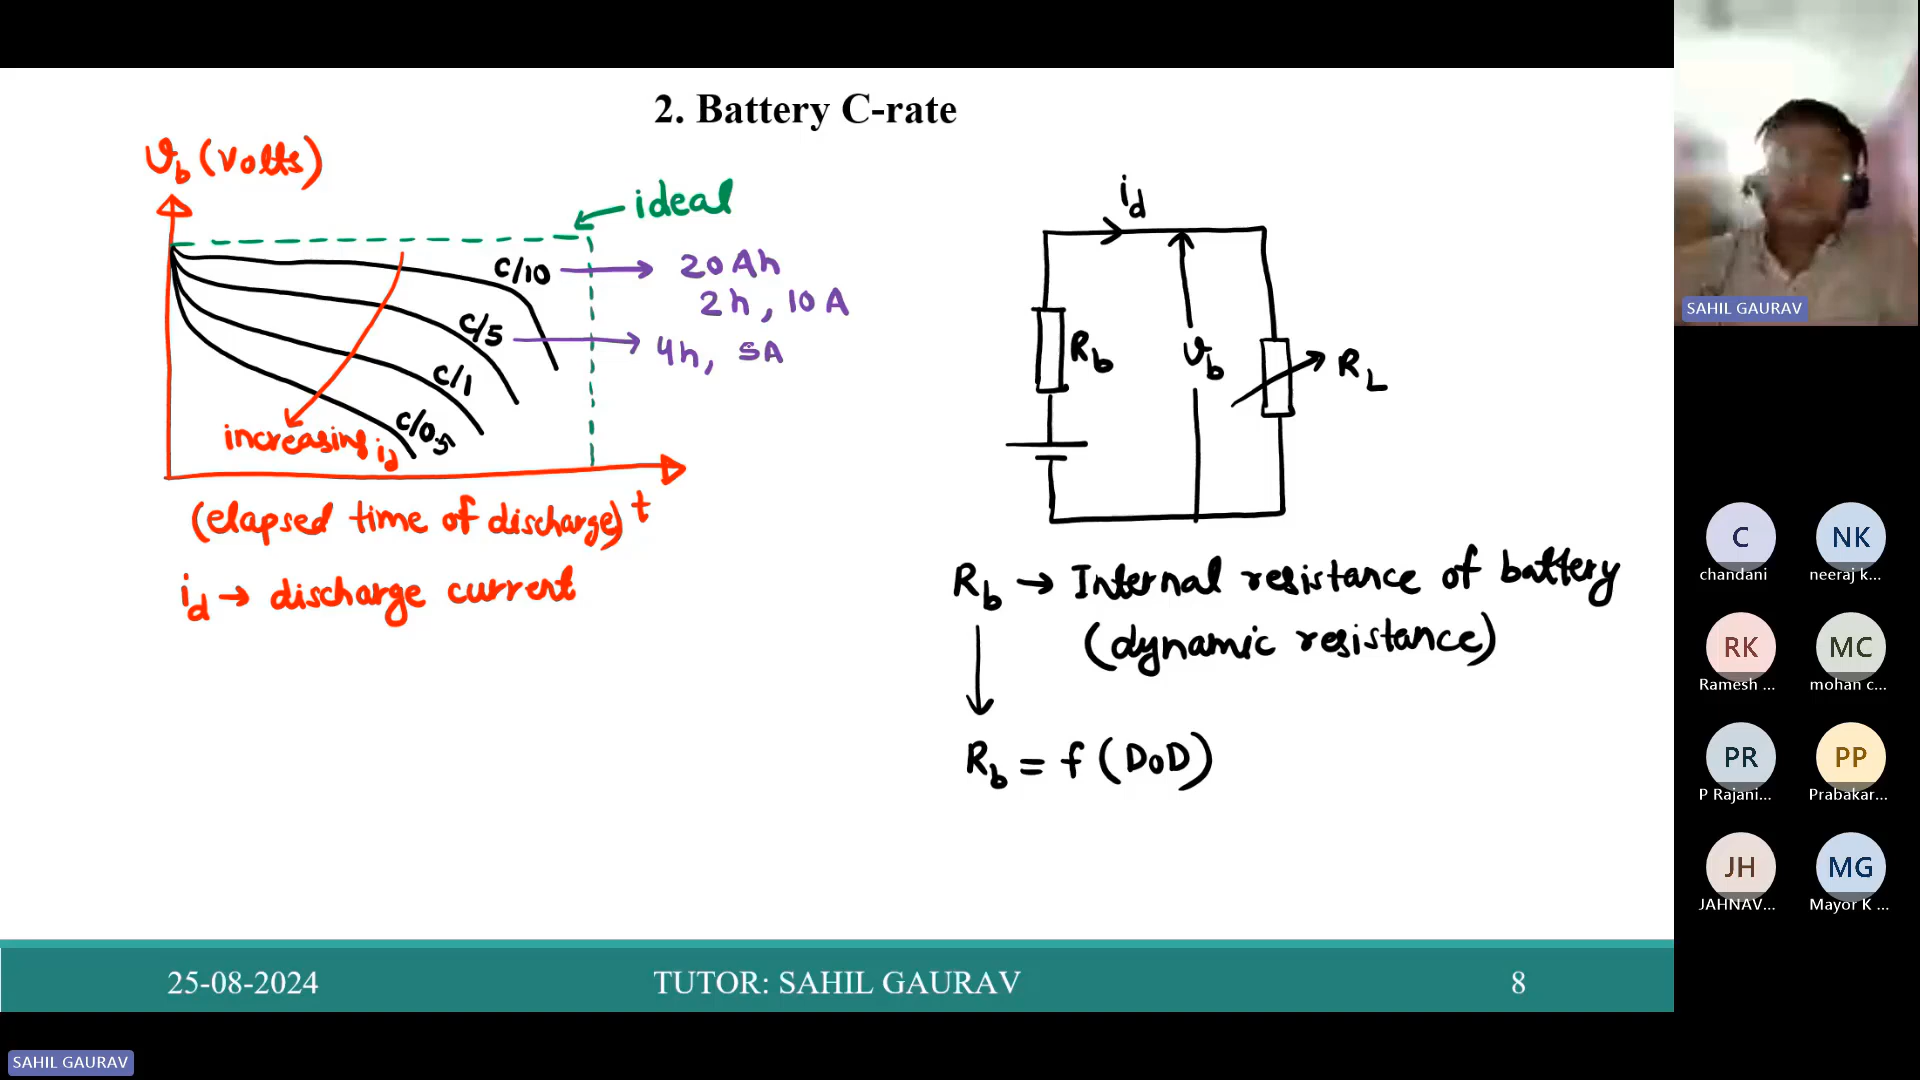 2. Battery C-rate
vb (volts)
ideal
C/10
20Ah
2h, 10A
C/5
4h, 5A
C/1
C/0.5
increasing id
(elapsed time of discharge) t
id → discharge current
id
Rb
vb
RL
Rb → Internal resistance of battery
(dynamic resistance)
Rb = f (DoD)
25-08-2024
TUTOR: SAHIL GAURAV
8
SAHIL GAURAV
SAHIL GAURAV
C
NK
chandani
neeraj k...
RK
MC
Ramesh ...
mohan c...
PR
PP
P Rajani...
Prabakar...
JH
MG
JAHNAV...
Mayor K ...